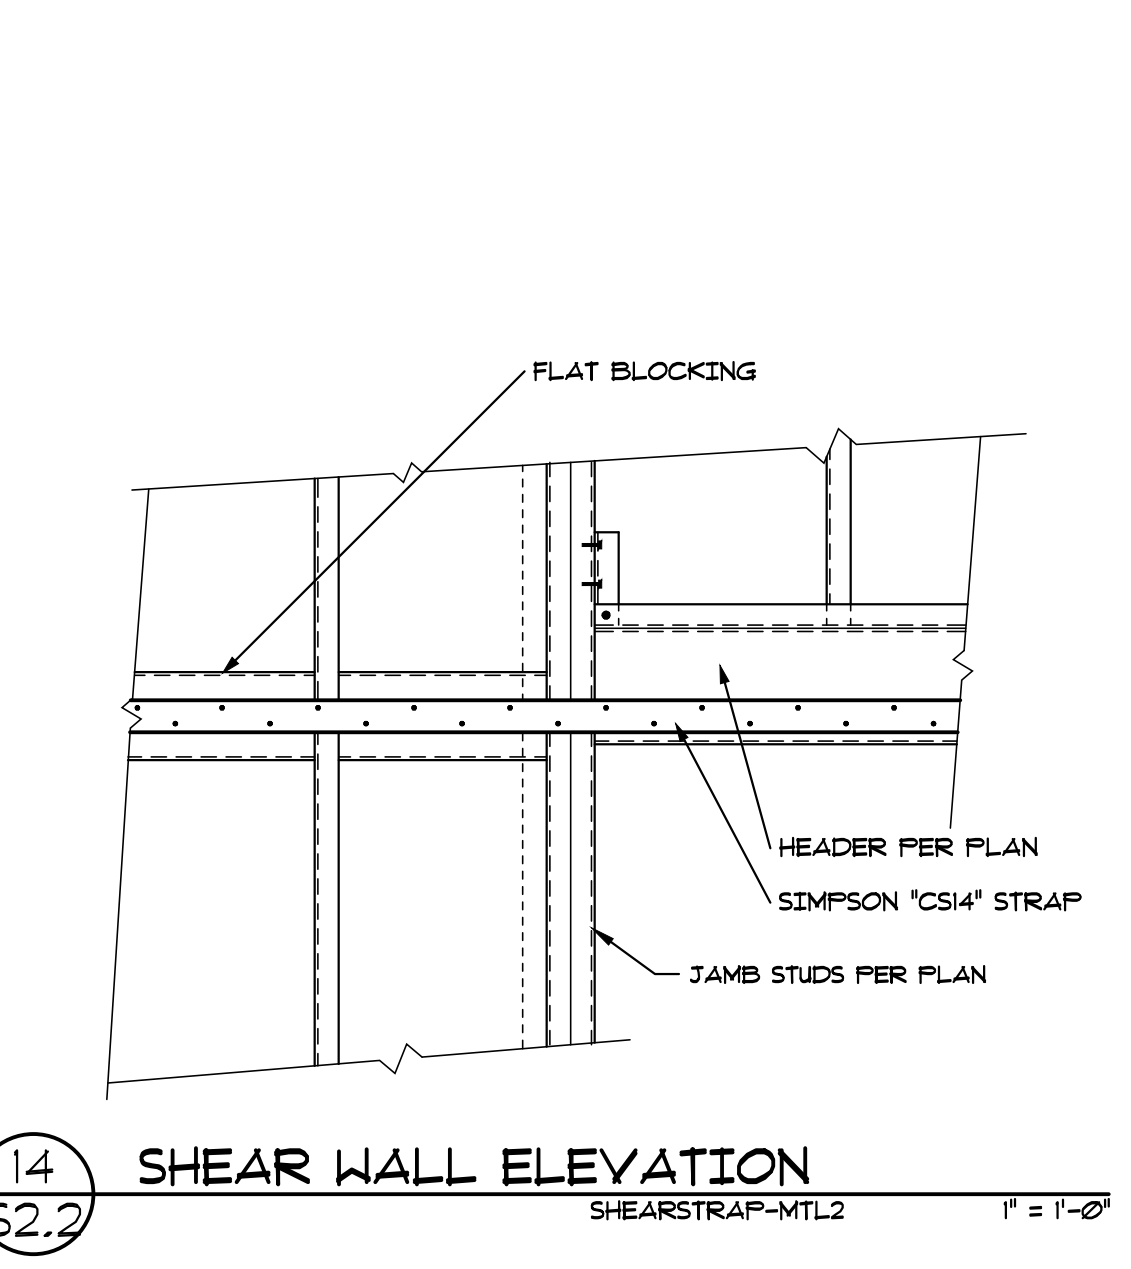 FLAT BLOCKING
HEADER PER PLAN
SIMPSON "CS14" STRAP
JAMB STUDS PER PLAN
14
SHEAR WALL ELEVATION
S2.2
SHEARSTRAP-MTL2
1" = 1'-0"